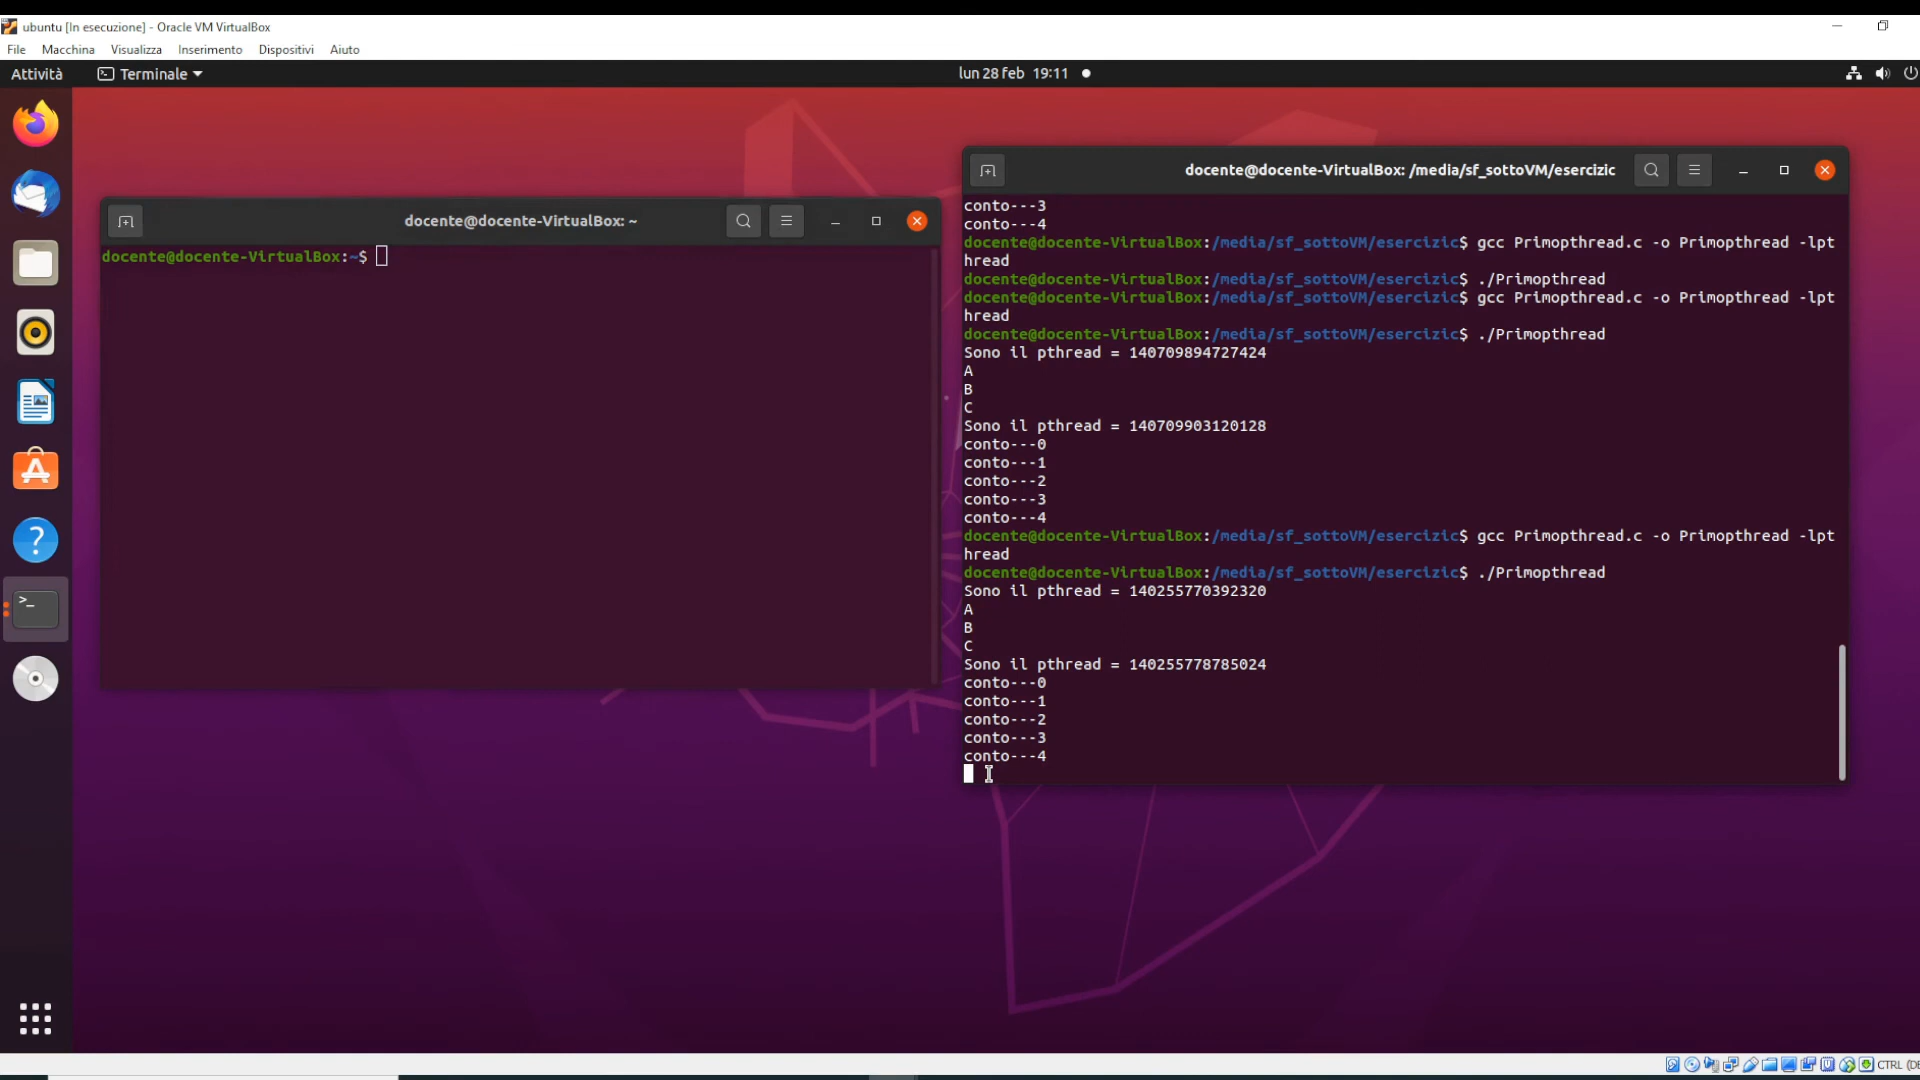 ubuntu [In esecuzione] - Oracle VM VirtualBox
File Macchina Visualizza Inserimento Dispositivi Aiuto
Attività Terminale lun 28 feb 19:11
docente@docente-VirtualBox: ~
docente@docente-VirtualBox:~$
docente@docente-VirtualBox: /media/sf_sottoVM/esercizic
conto---3
conto---4
docente@docente-VirtualBox:/media/sf_sottoVM/esercizic$ gcc Primopthread.c -o Primopthread -lpt
hread
docente@docente-VirtualBox:/media/sf_sottoVM/esercizic$ ./Primopthread
docente@docente-VirtualBox:/media/sf_sottoVM/esercizic$ gcc Primopthread.c -o Primopthread -lpt
hread
docente@docente-VirtualBox:/media/sf_sottoVM/esercizic$ ./Primopthread
Sono il pthread = 140709894727424
A
B
C
Sono il pthread = 140709903120128
conto---0
conto---1
conto---2
conto---3
conto---4
docente@docente-VirtualBox:/media/sf_sottoVM/esercizic$ gcc Primopthread.c -o Primopthread -lpt
hread
docente@docente-VirtualBox:/media/sf_sottoVM/esercizic$ ./Primopthread
Sono il pthread = 140255770392320
A
B
C
Sono il pthread = 140255778785024
conto---0
conto---1
conto---2
conto---3
conto---4
CTRL (DE